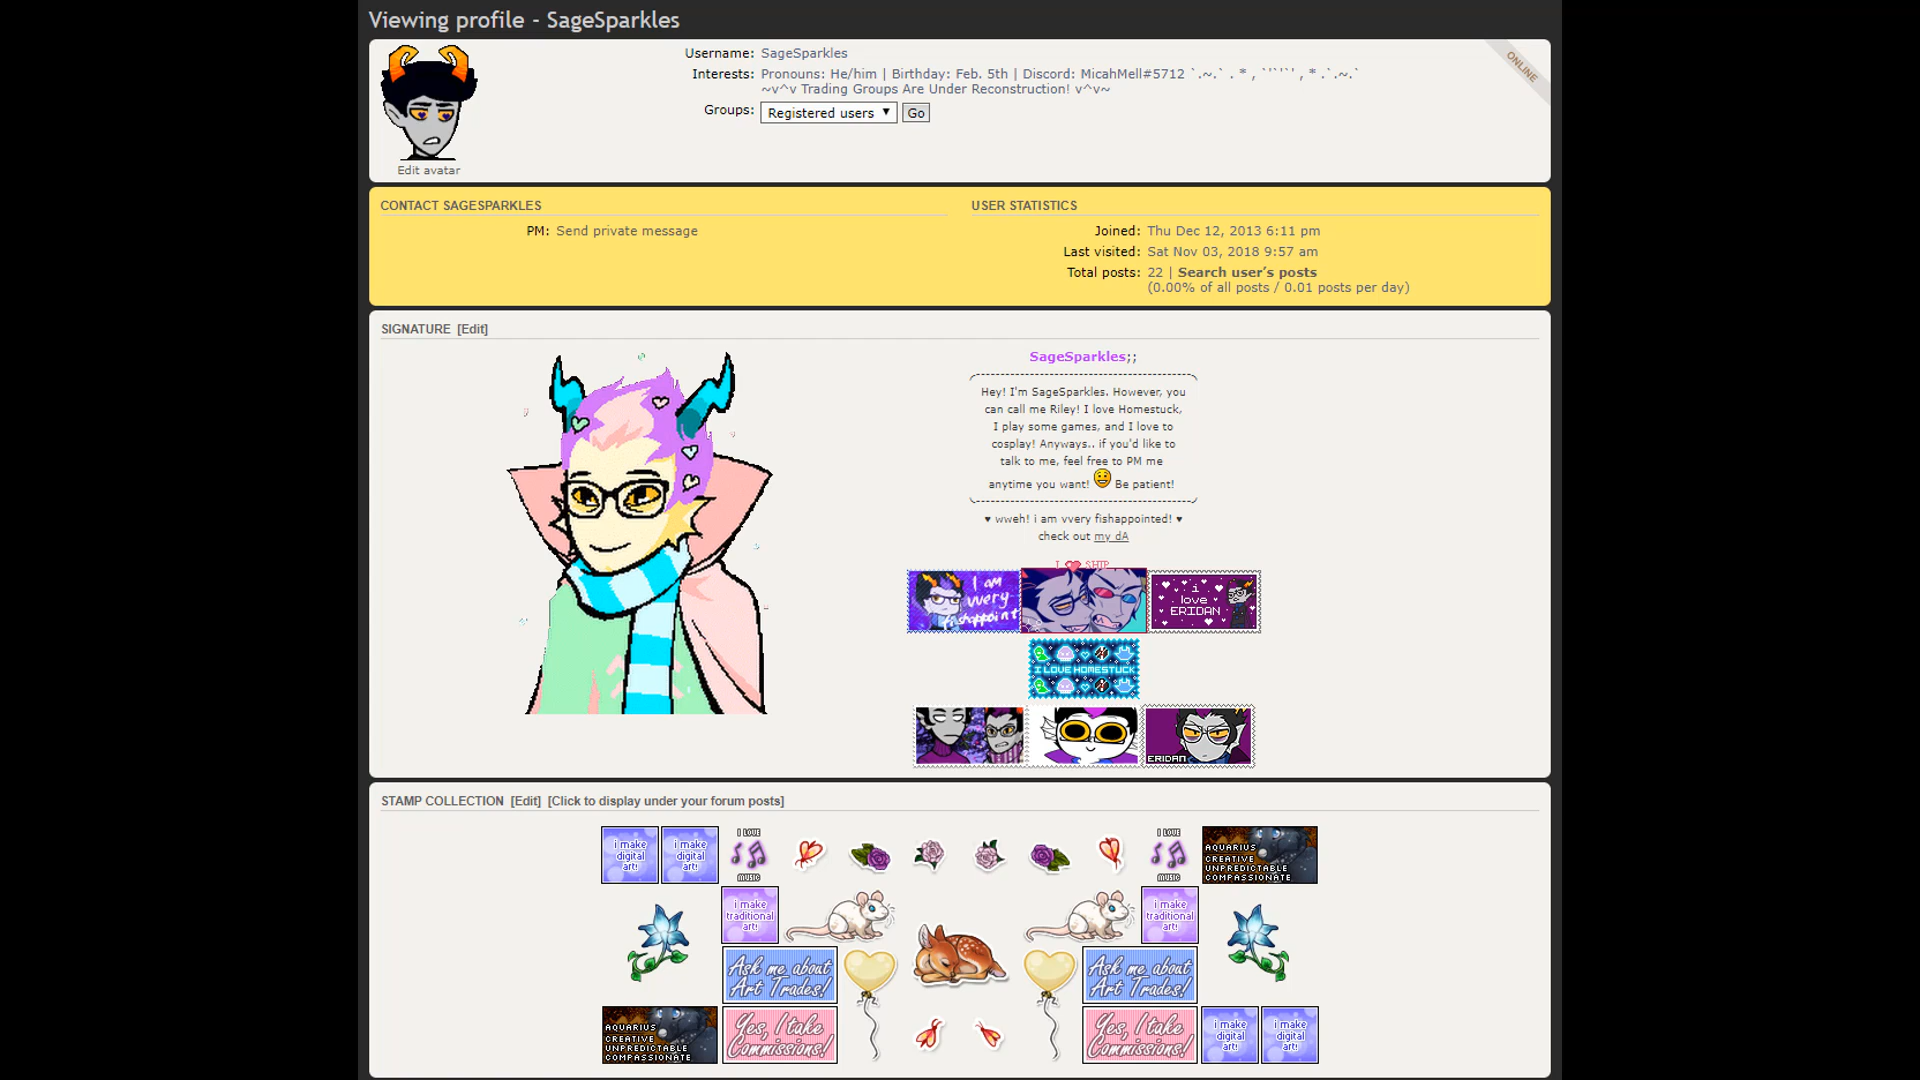 Viewing profile - SageSparkles
Username: SageSparkles
Interests: Pronouns: He/him | Birthday: Feb. 5th | Discord: MicahMell#5712 `.~.` . * , `'`'`' , * .`.~.`
~v^v Trading Groups Are Under Reconstruction! v^v~
Groups: Registered users ▼ Go
ONLINE
Edit avatar
CONTACT SAGESPARKLES
PM: Send private message
USER STATISTICS
Joined: Thu Dec 12, 2013 6:11 pm
Last visited: Sat Nov 03, 2018 9:57 am
Total posts: 22 | Search user's posts
(0.00% of all posts / 0.01 posts per day)
SIGNATURE [Edit]
SageSparkles;;
Hey! I'm SageSparkles. However, you
can call me Riley! I love Homestuck,
I play some games, and I love to
cosplay! Anyways.. if you'd like to
talk to me, feel free to PM me
anytime you want! Be patient!
♥ wweh! i am vvery fishappointed! ♥
check out my dA
I SHIP
I am
vvery
fishappoint
i
love
ERIDAN
I LOVE HOMESTUCK
ERIDAN
STAMP COLLECTION [Edit] [Click to display under your forum posts]
i make
digital
art!
i make
digital
art!
I LOVE
MUSIC
I LOVE
MUSIC
AQUARIUS
CREATIVE
UNPREDICTABLE
COMPASSIONATE
i make
traditional
art!
i make
traditional
art!
Ask me about
Art Trades!
Ask me about
Art Trades!
AQUARIUS
CREATIVE
UNPREDICTABLE
COMPASSIONATE
Yes, I take
Commissions!
Yes, I take
Commissions!
i make
digital
art!
i make
digital
art!